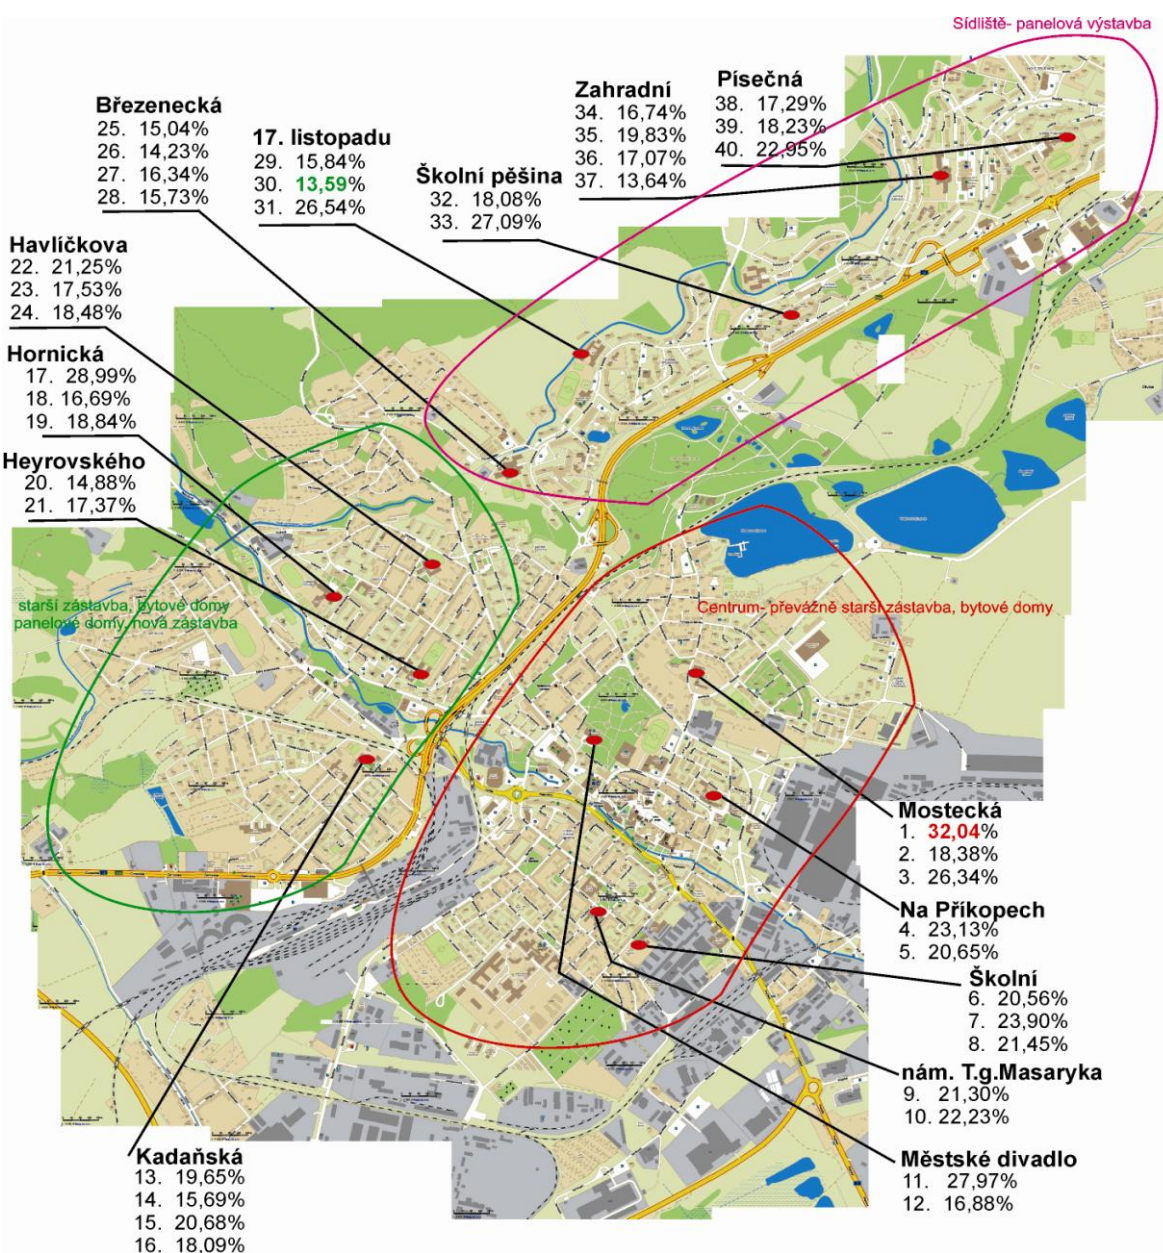 Sídliště- panelová výstavba
Písečná
38. 17,29%
39. 18,23%
40. 22,95%
Zahradní
34. 16,74%
35. 19,83%
36. 17,07%
37. 13,64%
Březenecká
25. 15,04%
26. 14,23%
27. 16,34%
28. 15,73%
17. listopadu
29. 15,84%
30. 13,59%
31. 26,54%
Školní pěšina
32. 18,08%
33. 27,09%
Havlíčkova
22. 21,25%
23. 17,53%
24. 18,48%
Hornická
17. 28,99%
18. 16,69%
19. 18,84%
Heyrovského
20. 14,88%
21. 17,37%
starší zástavba, bytové domy
panelové domy, nová zástavba
Centrum- převážně starší zástavba, bytové domy
Mostecká
1. 32,04%
2. 18,38%
3. 26,34%
Na Příkopech
4. 23,13%
5. 20,65%
Školní
6. 20,56%
7. 23,90%
8. 21,45%
nám. T.g.Masaryka
9. 21,30%
10. 22,23%
Městské divadlo
11. 27,97%
12. 16,88%
Kadaňská
13. 19,65%
14. 15,69%
15. 20,68%
16. 18,09%